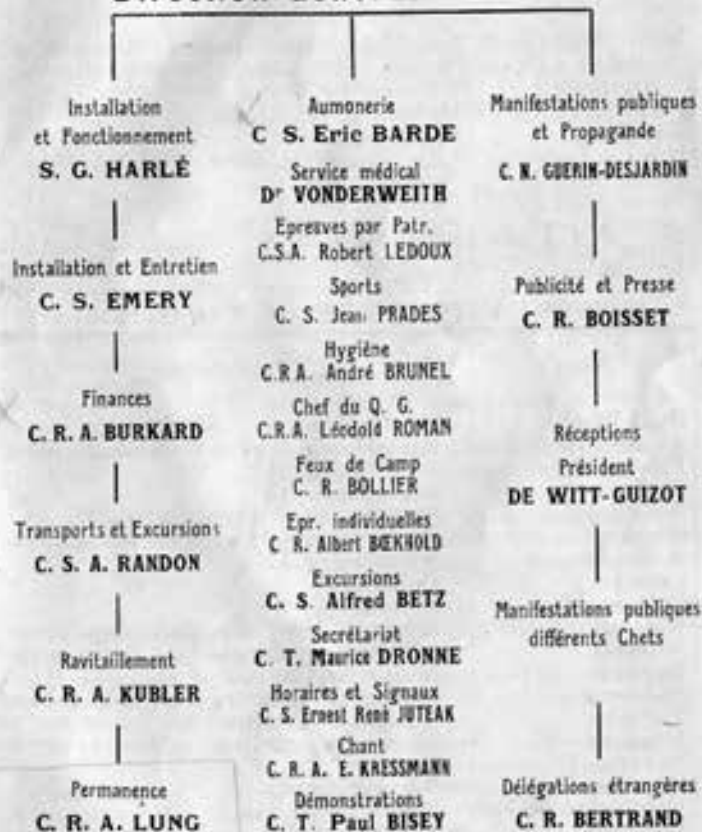 Installation
et Fonctionnement
S. G. HARLÉ
Installation et Entretien
C. S. EMERY
Finances
C. R. A. BURKARD
Transports et Excursions
C. S. A. RANDON
Ravitaillement
C. R. A. KUBLER
Permanence
C. R. A. LUNG
Aumonerie
C S. Eric BARDE
Service médical
Dr VONDERWEITH
Epreuves par Patr.
C.S.A. Robert LEDOUX
Sports
C. S. Jean PRADES
Hygiène
C.R.A. André BRUNEL
Chef du Q. G.
C.R.A. Léodold ROMAN
Feux de Camp
C. R. BOLLIER
Epr. individuelles
C R. Albert BŒKHOLD
Excursions
C. S. Alfred BETZ
Secrétariat
C. T. Maurice DRONNE
Horaires et Signaux
C. S. Ernest René JUTEAK
Chant
C. R. A. E. KRESSMANN
Démonstrations
C. T. Paul BISEY
Manifestations publiques
et Propagande
C. N. GUERIN-DESJARDIN
Publicité et Presse
C. R. BOISSET
Réceptions
Président
DE WITT-GUIZOT
Manifestations publiques
différents Chets
Délégations étrangères
C. R. BERTRAND